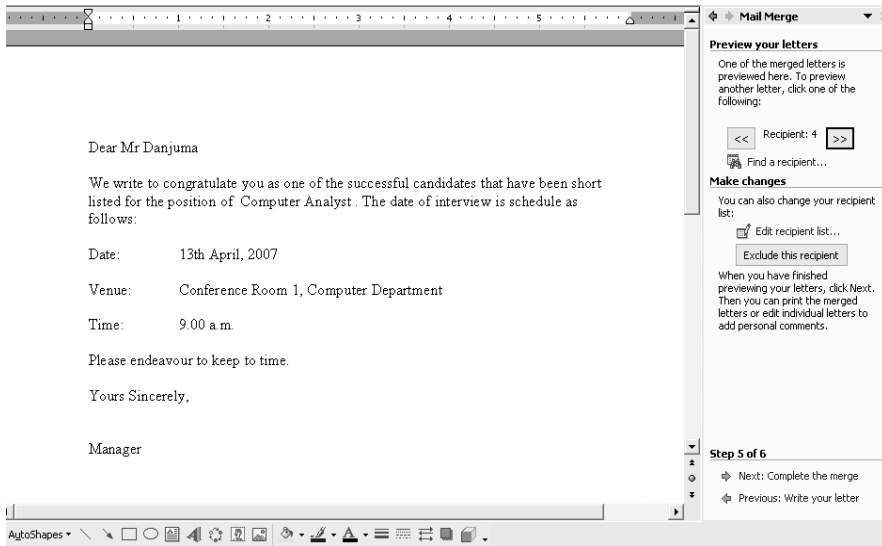 1 2 3 4 5
Dear Mr Danjuma
We write to congratulate you as one of the successful candidates that have been short
listed for the position of Computer Analyst . The date of interview is schedule as
follows:
Date: 13th April, 2007
Venue: Conference Room 1, Computer Department
Time: 9.00 a.m.
Please endeavour to keep to time.
Yours Sincerely,
Manager
Mail Merge
Preview your letters
One of the merged letters is
previewed here. To preview
another letter, click one of the
following:
<< Recipient: 4 >>
Find a recipient...
Make changes
You can also change your recipient
list:
Edit recipient list...
Exclude this recipient
When you have finished
previewing your letters, click Next.
Then you can print the merged
letters or edit individual letters to
add personal comments.
Step 5 of 6
Next: Complete the merge
Previous: Write your letter
AutoShapes